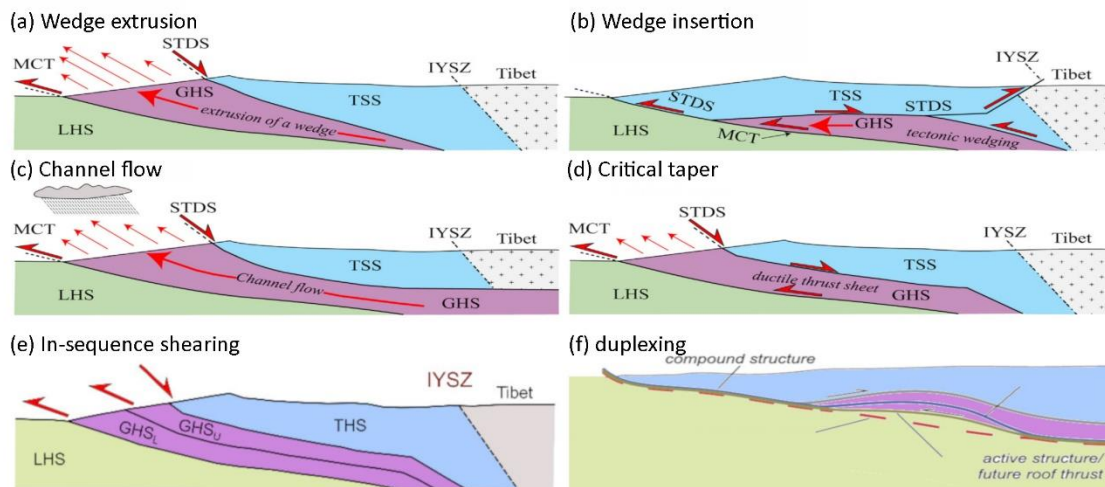 (a) Wedge extrusion
STDS
MCT
GHS
TSS
IYSZ
Tibet
extrusion of a wedge
LHS
(b) Wedge insertion
IYSZ
Tibet
STDS
TSS
STDS
GHS
LHS
MCT
tectonic wedging
(c) Channel flow
STDS
MCT
IYSZ
Tibet
TSS
Channel flow
LHS
GHS
(d) Critical taper
STDS
MCT
IYSZ
Tibet
TSS
ductile thrust sheet
LHS
GHS
(e) In-sequence shearing
IYSZ
Tibet
GHSU
THS
GHSL
LHS
(f) duplexing
compound structure
active structure/
future roof thrust